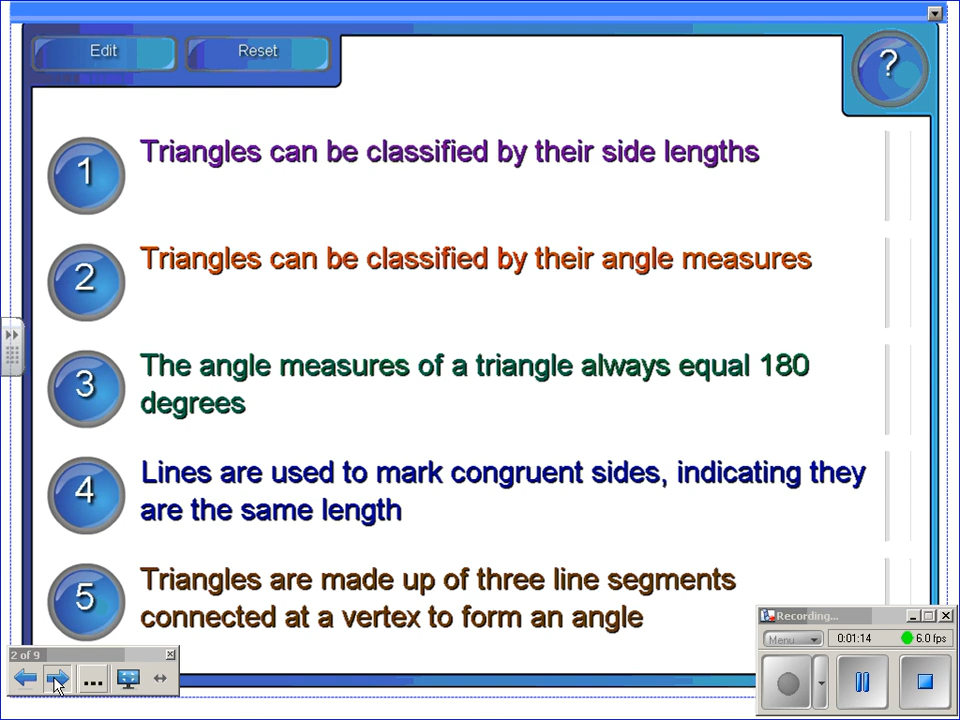 Edit
Reset
?
1
Triangles can be classified by their side lengths
2
Triangles can be classified by their angle measures
3
The angle measures of a triangle always equal 180
degrees
4
Lines are used to mark congruent sides, indicating they
are the same length
5
Triangles are made up of three line segments
connected at a vertex to form an angle
2 of 9
...
Recording...
Menu
0:01:14
6.0 fps